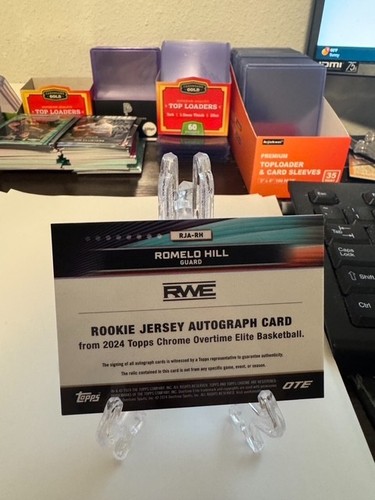 GOLD
TOP LOADERS
GOLD
TOP LOADERS
60
PREMIUM
TOPLOADER
& CARD SLEEVES
35
HDMI
Tab
Caps
Lock
Shift
Ctrl
RJA-RH
ROMELO HILL
GUARD
RWE
ROOKIE JERSEY AUTOGRAPH CARD
from 2024 Topps Chrome Overtime Elite Basketball.
The signing of all autograph cards is witnessed by a Topps representative to guarantee authenticity.
The relic contained in this card is not from any specific game, event, or season.
Topps
OTE